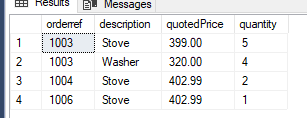 Results Messages
orderref description quotedPrice quantity
1 1003 Stove 399.00 5
2 1003 Washer 320.00 4
3 1004 Stove 402.99 2
4 1006 Stove 402.99 1